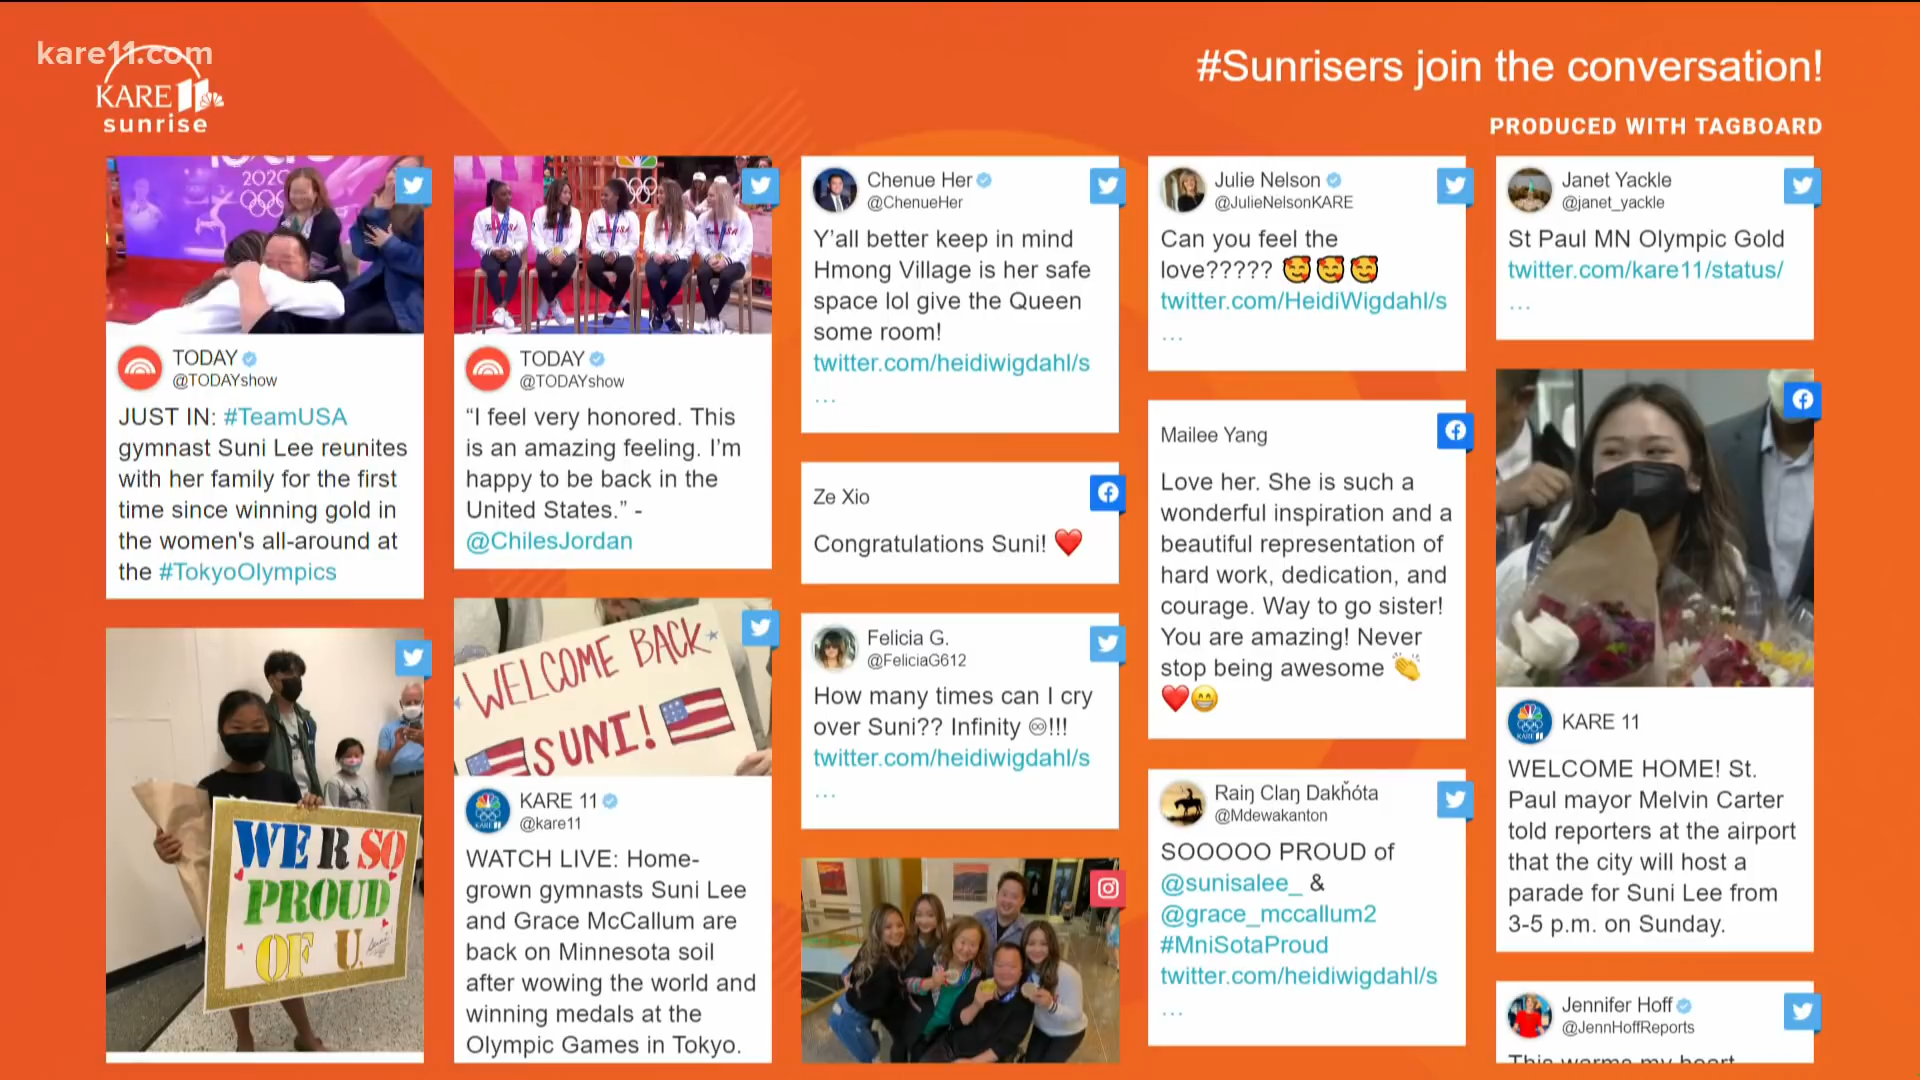 kare11.com
KARE 11
sunrise
#Sunrisers join the conversation!
PRODUCED WITH TAGBOARD
2020
TODAY
@TODAYshow
JUST IN: #TeamUSA
gymnast Suni Lee reunites
with her family for the first
time since winning gold in
the women's all-around at
the #TokyoOlympics
WE R SO
PROUD
OF U.
TODAY
@TODAYshow
“I feel very honored. This
is an amazing feeling. I’m
happy to be back in the
United States.” -
@ChilesJordan
WELCOME BACK
SUNI!
KARE 11
@kare11
WATCH LIVE: Home-
grown gymnasts Suni Lee
and Grace McCallum are
back on Minnesota soil
after wowing the world and
winning medals at the
Olympic Games in Tokyo.
Chenue Her
@ChenueHer
Y’all better keep in mind
Hmong Village is her safe
space lol give the Queen
some room!
twitter.com/heidiwigdahl/s
...
Ze Xio
Congratulations Suni! ❤️
Felicia G.
@FeliciaG612
How many times can I cry
over Suni?? Infinity ♾!!!
twitter.com/heidiwigdahl/s
...
Julie Nelson
@JulieNelsonKARE
Can you feel the
love????? 🥰🥰🥰
twitter.com/HeidiWigdahl/s
...
Mailee Yang
Love her. She is such a
wonderful inspiration and a
beautiful representation of
hard work, dedication, and
courage. Way to go sister!
You are amazing! Never
stop being awesome 👏
❤️😁
Raiŋ Claŋ Dakȟóta
@Mdewakanton
SOOOOO PROUD of
@sunisalee_ &
@grace_mccallum2
#MniSotaProud
twitter.com/heidiwigdahl/s
...
Janet Yackle
@janet_yackle
St Paul MN Olympic Gold
twitter.com/kare11/status/
...
KARE 11
WELCOME HOME! St.
Paul mayor Melvin Carter
told reporters at the airport
that the city will host a
parade for Suni Lee from
3-5 p.m. on Sunday.
Jennifer Hoff
@JennHoffReports
This warms my heart